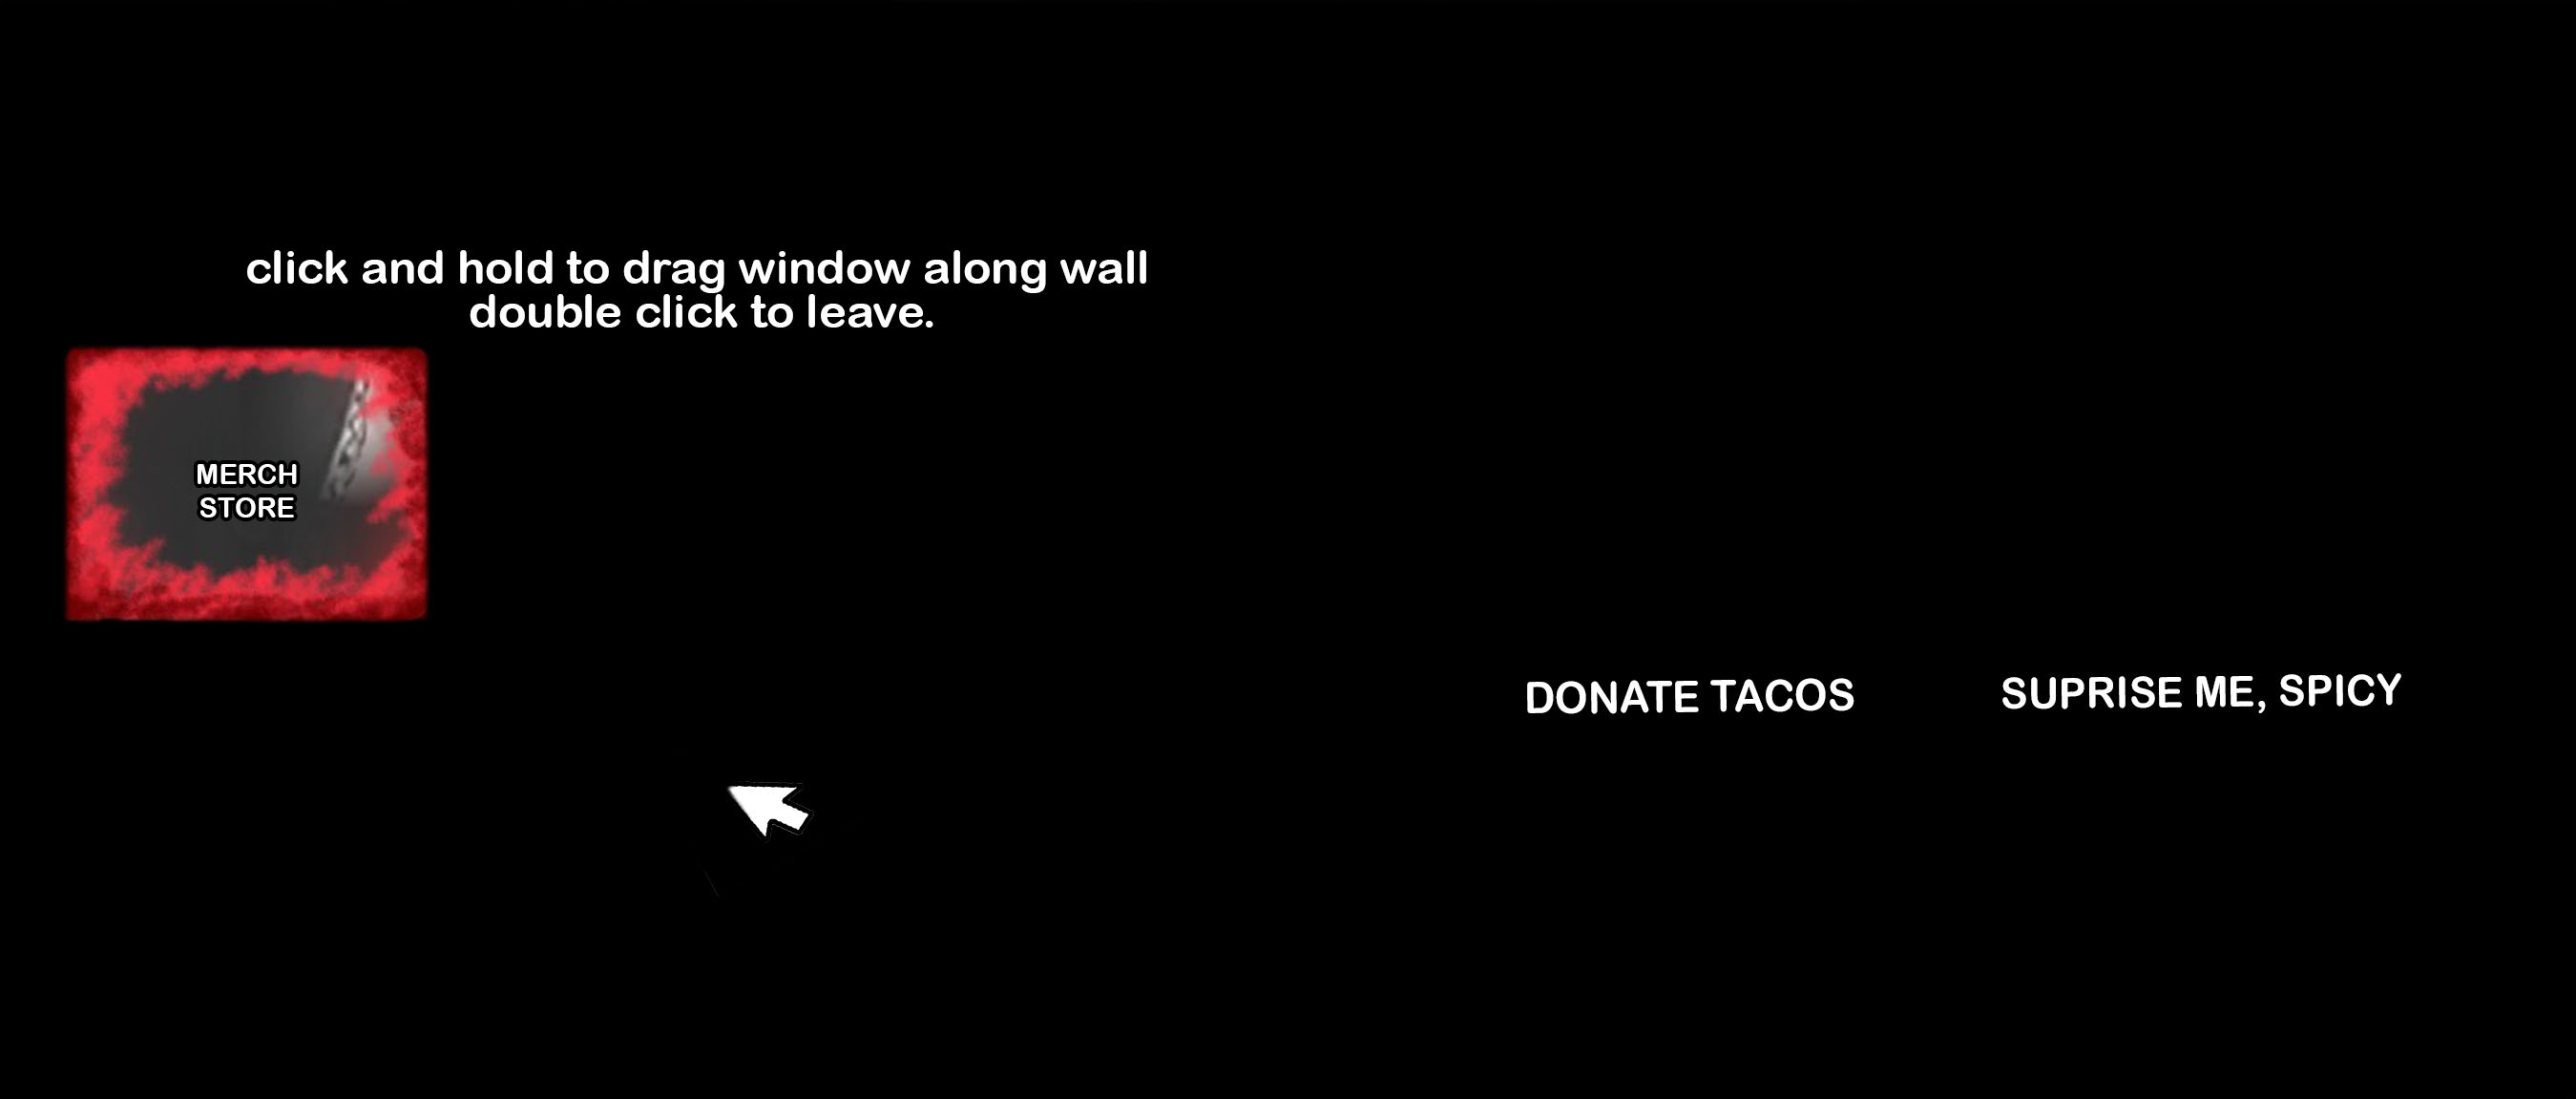 click and hold to drag window along wall
double click to leave.
MERCH
STORE
DONATE TACOS
SUPRISE ME, SPICY